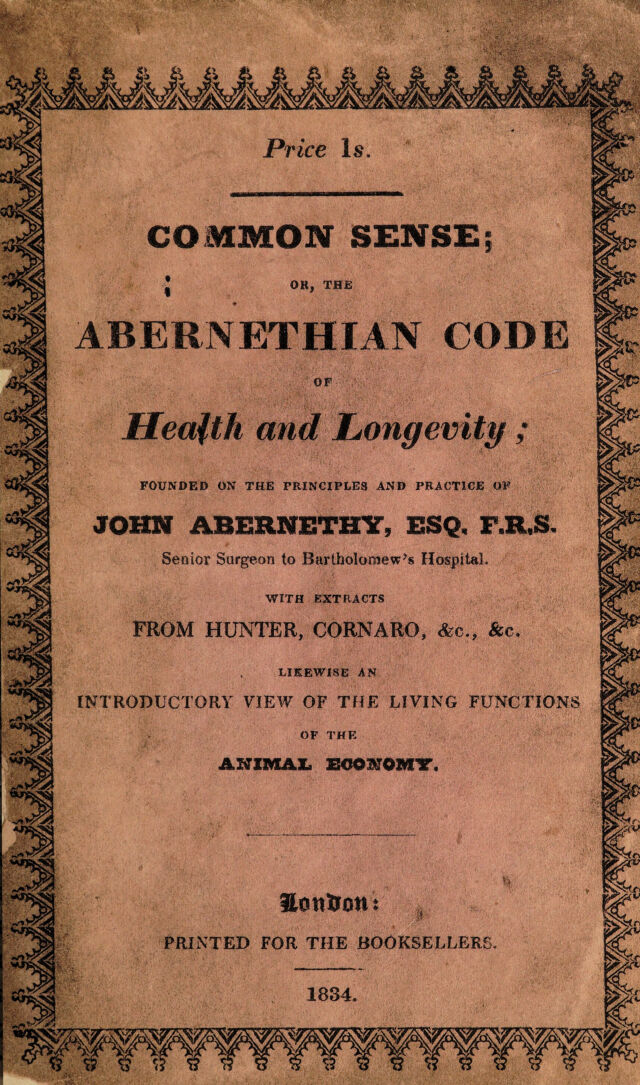 Price 1s.
COMMON SENSE;
OR, THE
ABERNETHIAN CODE
OF
Health and Longevity;
FOUNDED ON THE PRINCIPLES AND PRACTICE OF
JOHN ABERNETHY, ESQ. F.R.S.
Senior Surgeon to Bartholomew's Hospital.
WITH EXTRACTS
FROM HUNTER, CORNARO, &c., &c.
LIKEWISE AN
INTRODUCTORY VIEW OF THE LIVING FUNCTIONS
OF THE
ANIMAL ECONOMY.
London:
PRINTED FOR THE BOOKSELLERS.
1834.